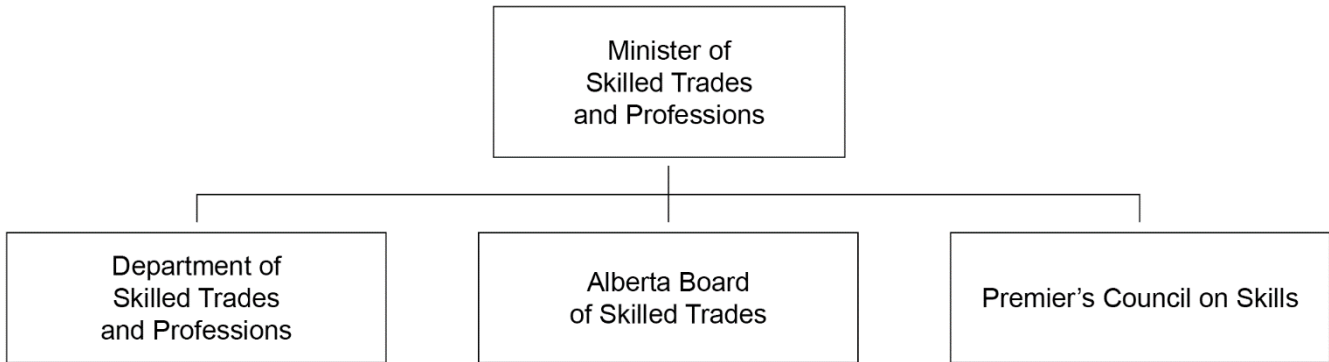 Minister of
Skilled Trades
and Professions
Department of
Skilled Trades
and Professions
Alberta Board
of Skilled Trades
Premier’s Council on Skills